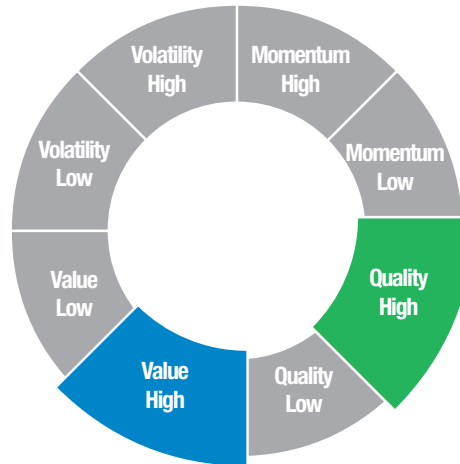 Volatility
High
Momentum
High
Volatility
Low
Momentum
Low
Value
Low
Quality
High
Value
High
Quality
Low